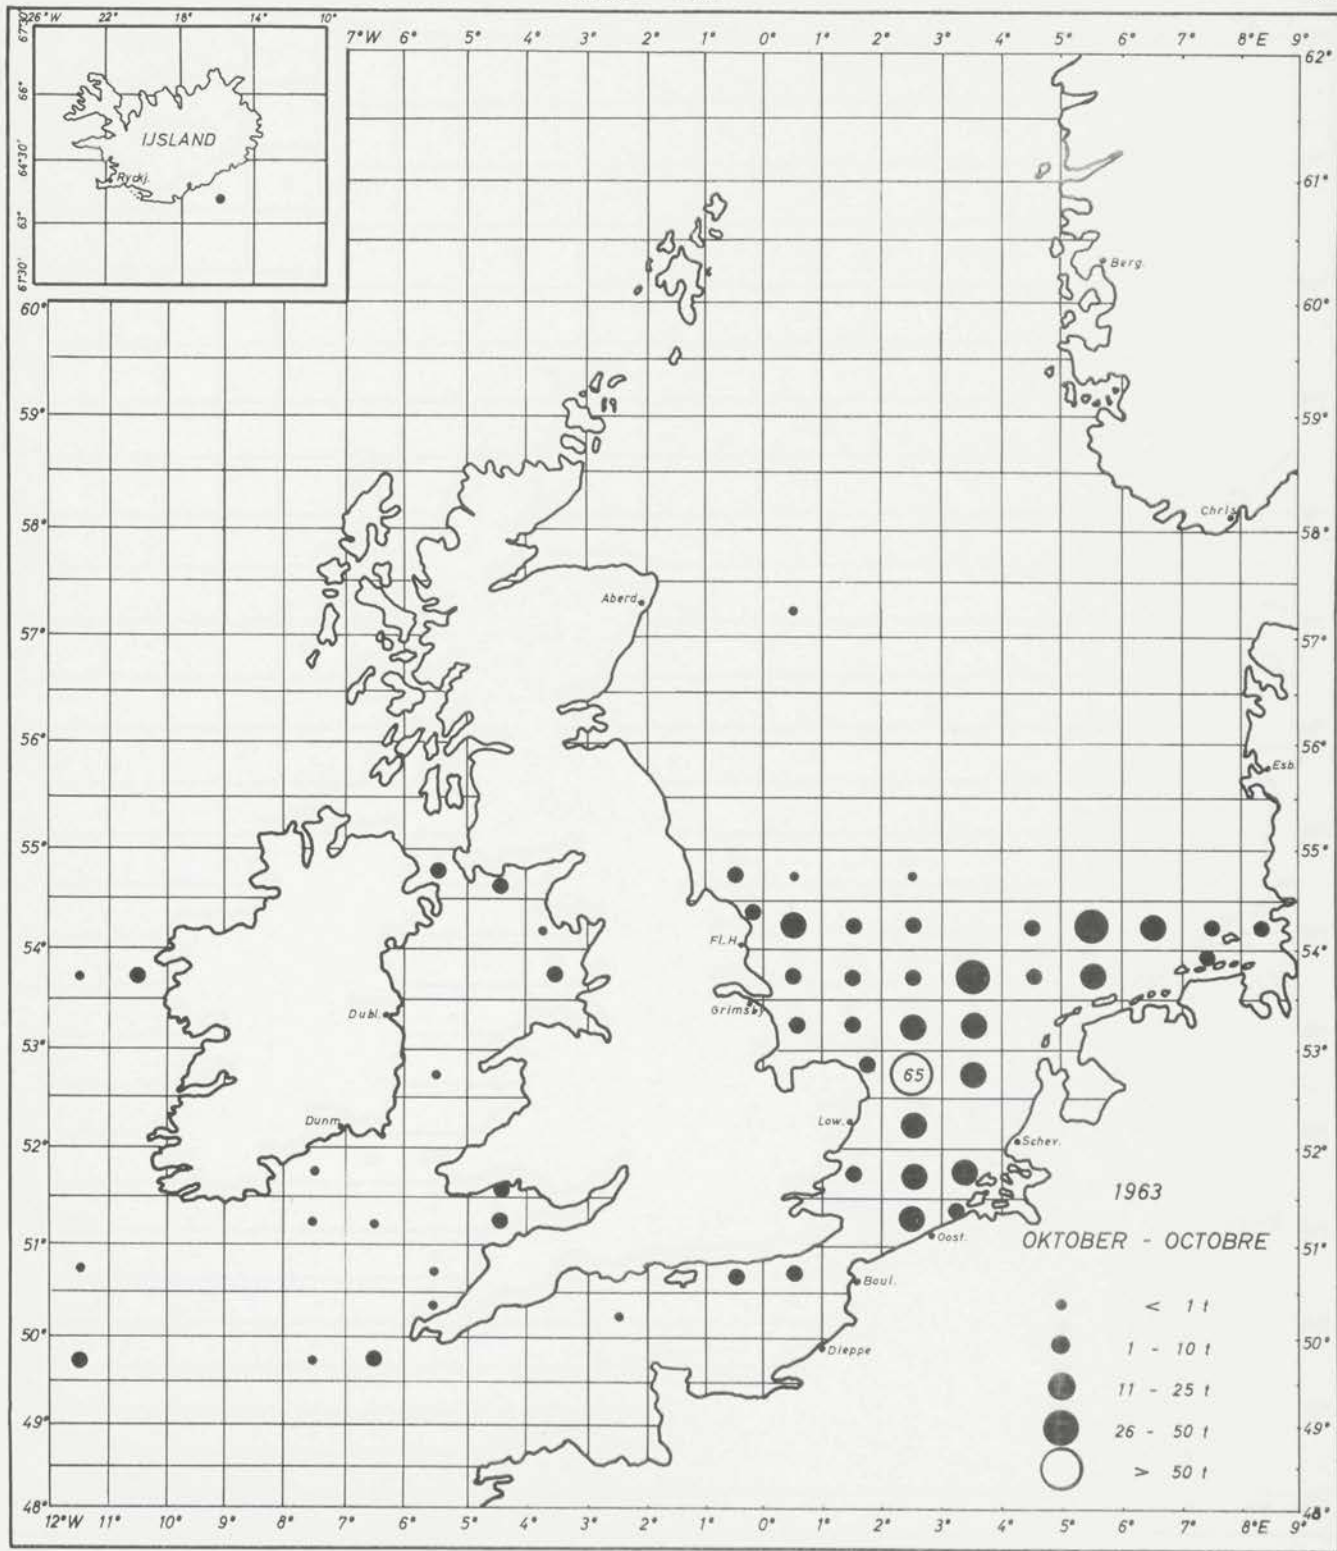 26°W 22° 18° 14° 10°
67°30'
66°
64°30'
63°
61°30'
IJSLAND
Ryckj.
7°W 6° 5° 4° 3° 2° 1° 0° 1° 2° 3° 4° 5° 6° 7° 8°E 9°
62°
61°
Berg.
60° 60°
59° 59°
Chris
58° 58°
Aberd.
57° 57°
56° 56°
Esb.
55° 55°
Fl.H.
54° 54°
Grimsby
Dubl.
53° 53°
65
Dunm.
Low.
Schev.
52° 52°
1963
Oost.
OKTOBER - OCTOBRE
51° 51°
Boul.
< 1 t
50° 50°
Dieppe
1 - 10 t
11 - 25 t
49° 49°
26 - 50 t
> 50 t
48° 48°
12°W 11° 10° 9° 8° 7° 6° 5° 4° 3° 2° 1° 0° 1° 2° 3° 4° 5° 6° 7° 8°E 9°